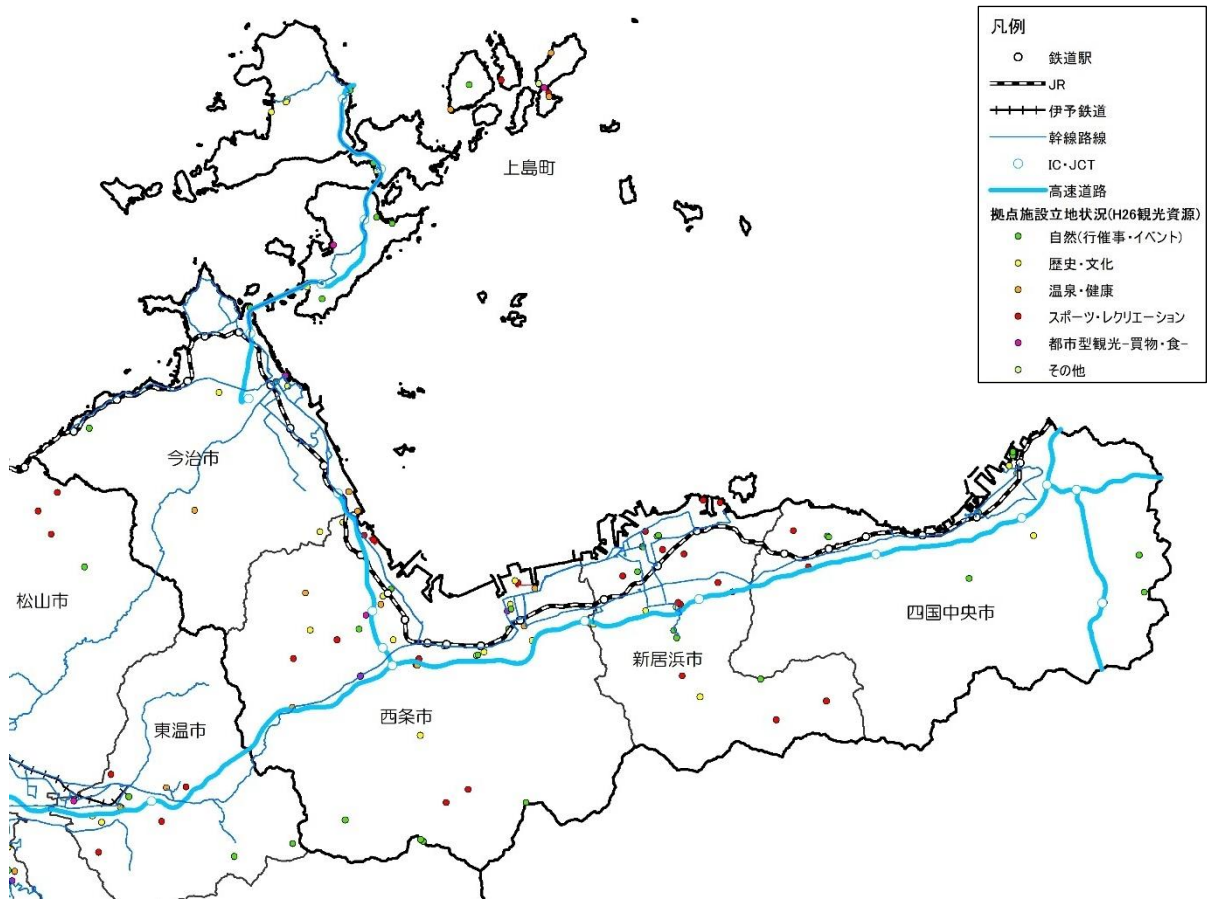 凡例
鉄道駅
JR
伊予鉄道
幹線路線
IC・JCT
高速道路
拠点施設立地状況(H26観光資源)
自然(行催事・イベント)
歴史・文化
温泉・健康
スポーツ・レクリエーション
都市型観光-買物・食-
その他
上島町
今治市
松山市
四国中央市
新居浜市
西条市
東温市